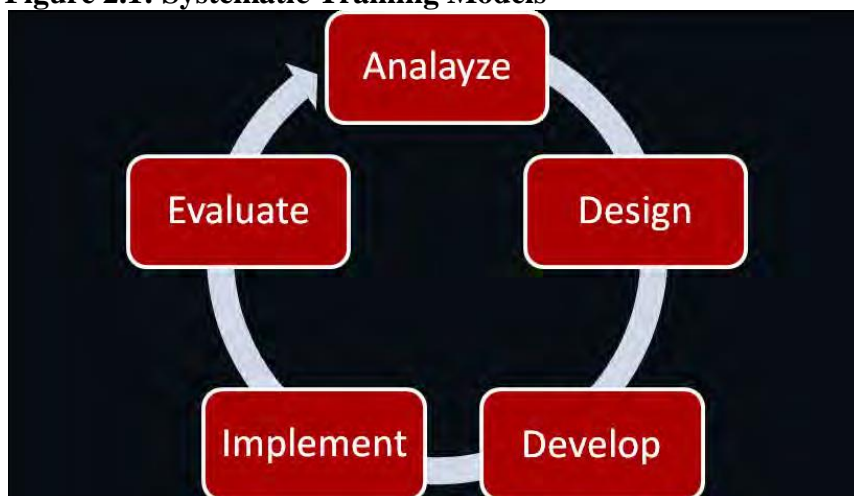 Figure 2.1: Systematic Training Models
Analayze
Design
Develop
Implement
Evaluate